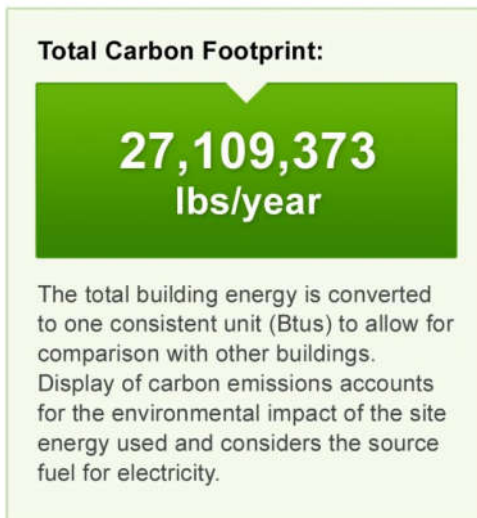 Total Carbon Footprint:
27,109,373
lbs/year
The total building energy is converted
to one consistent unit (Btus) to allow for
comparison with other buildings.
Display of carbon emissions accounts
for the environmental impact of the site
energy used and considers the source
fuel for electricity.